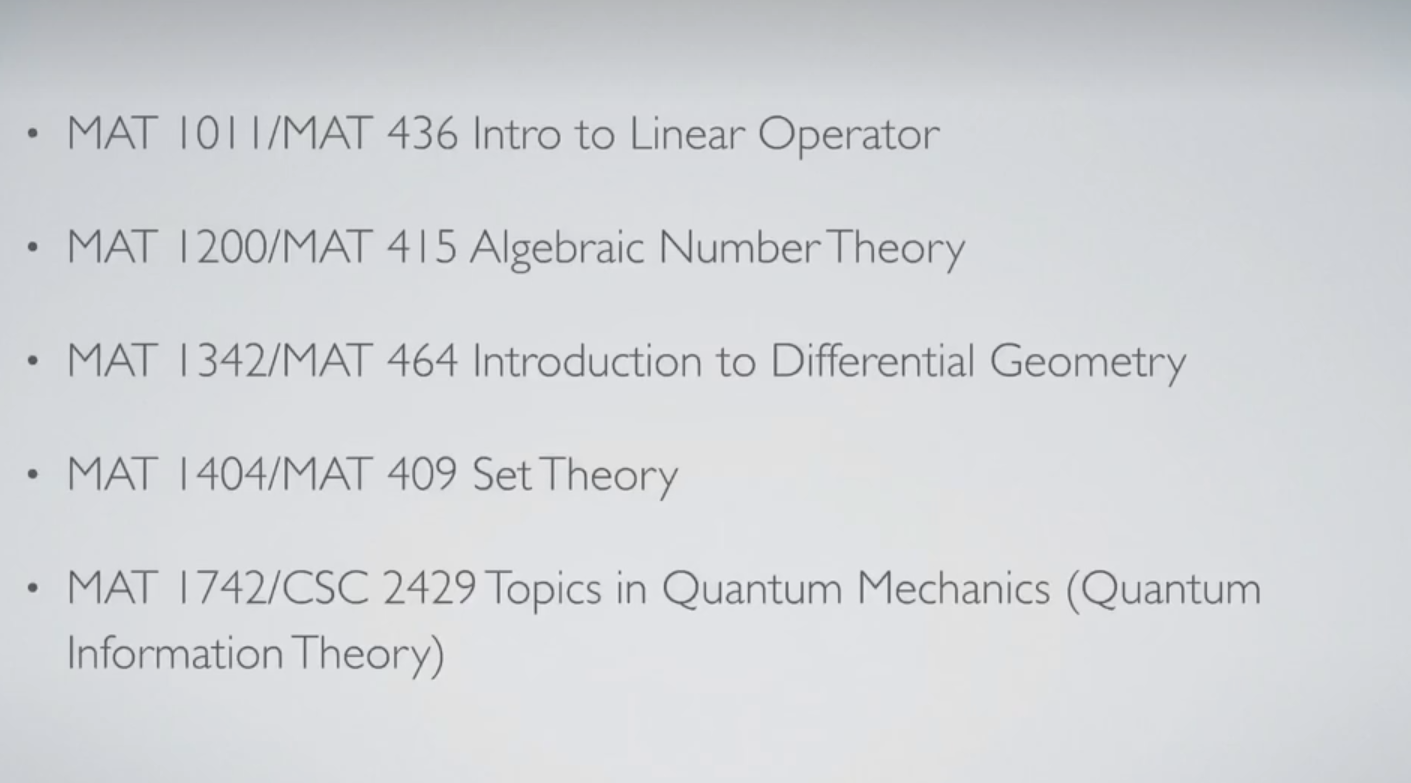 • MAT 1011/MAT 436 Intro to Linear Operator
• MAT 1200/MAT 415 Algebraic Number Theory
• MAT 1342/MAT 464 Introduction to Differential Geometry
• MAT 1404/MAT 409 Set Theory
• MAT 1742/CSC 2429 Topics in Quantum Mechanics (Quantum
Information Theory)